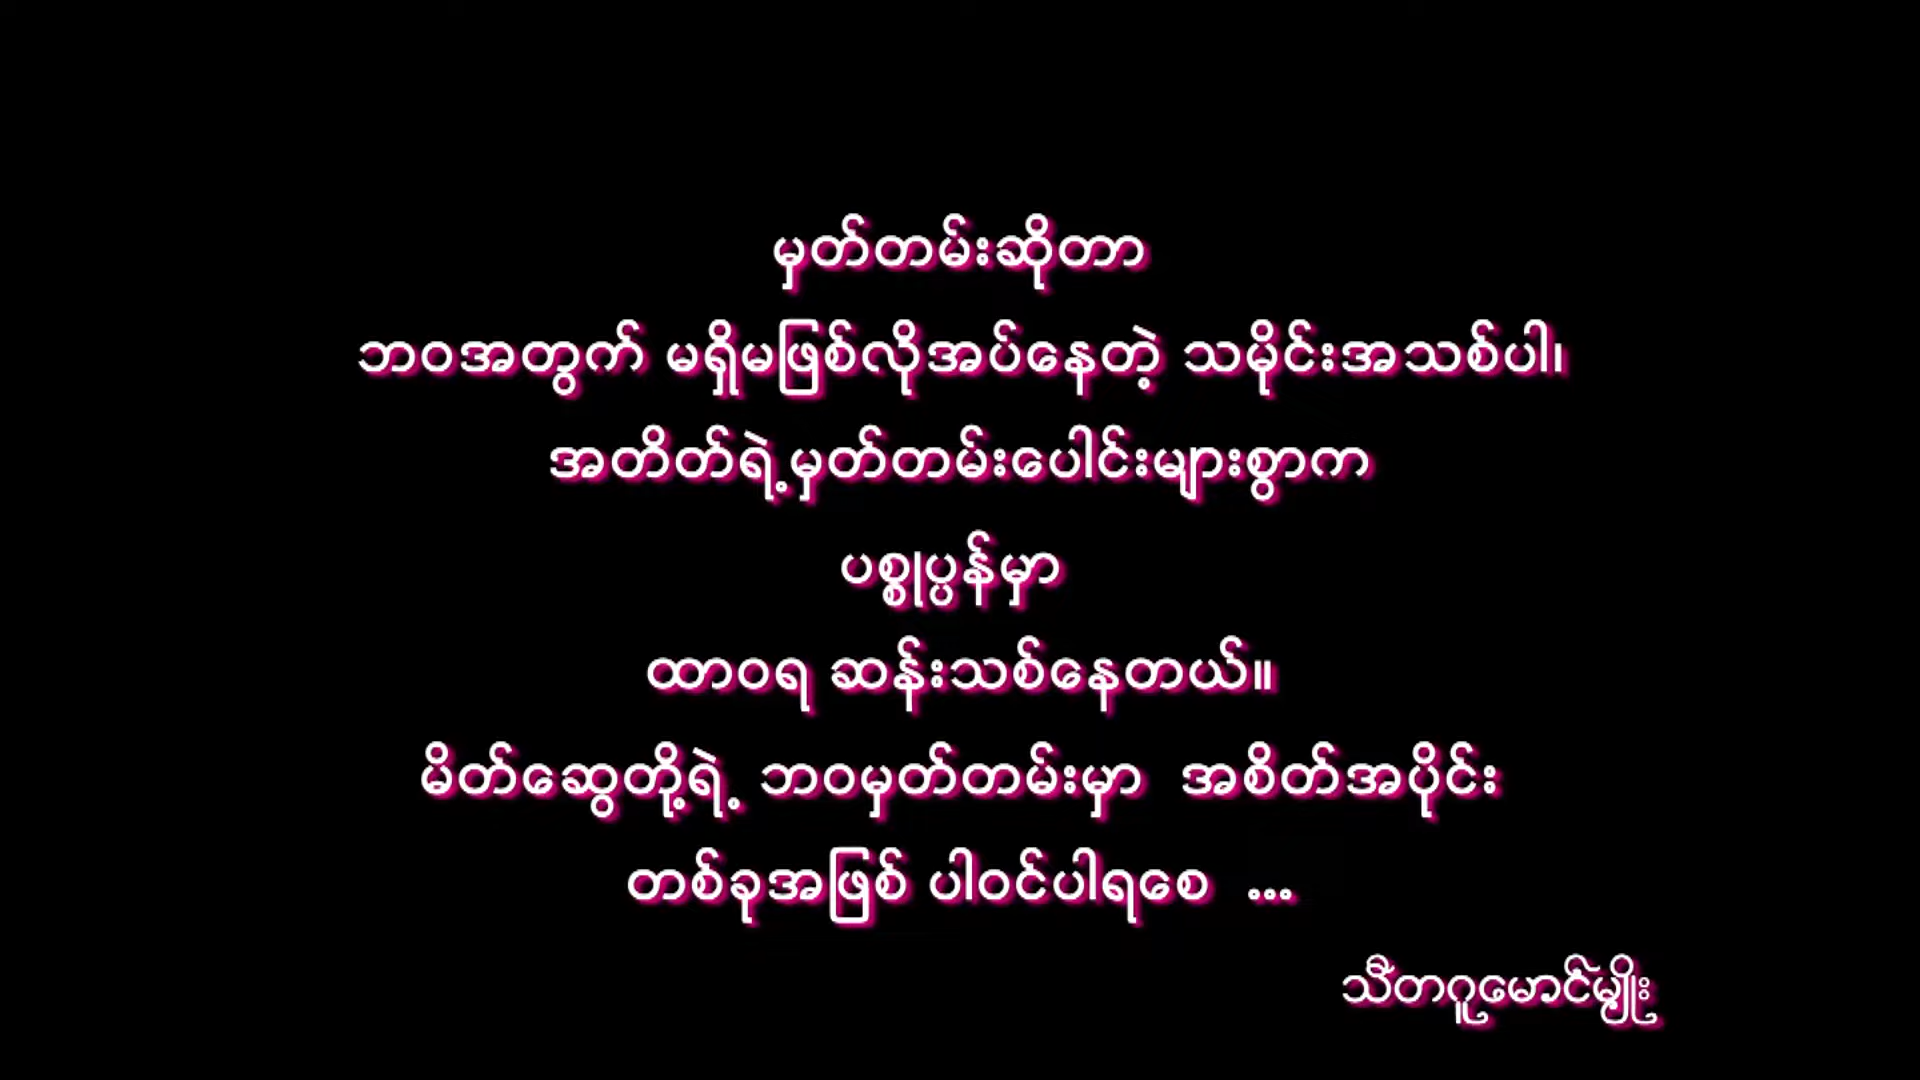 မှတ်တမ်းဆိုတာ
ဘဝအတွက် မရှိမဖြစ်လိုအပ်နေတဲ့ သမိုင်းအသစ်ပါ၊
အတိတ်ရဲ့မှတ်တမ်းပေါင်းများစွာက
ပစ္စုပ္ပန်မှာ
ထာဝရ ဆန်းသစ်နေတယ်။
မိတ်ဆွေတို့ရဲ့ ဘဝမှတ်တမ်းမှာ အစိတ်အပိုင်း
တစ်ခုအဖြစ် ပါဝင်ပါရစေ ...
သီတဂူမောင်မျိုး